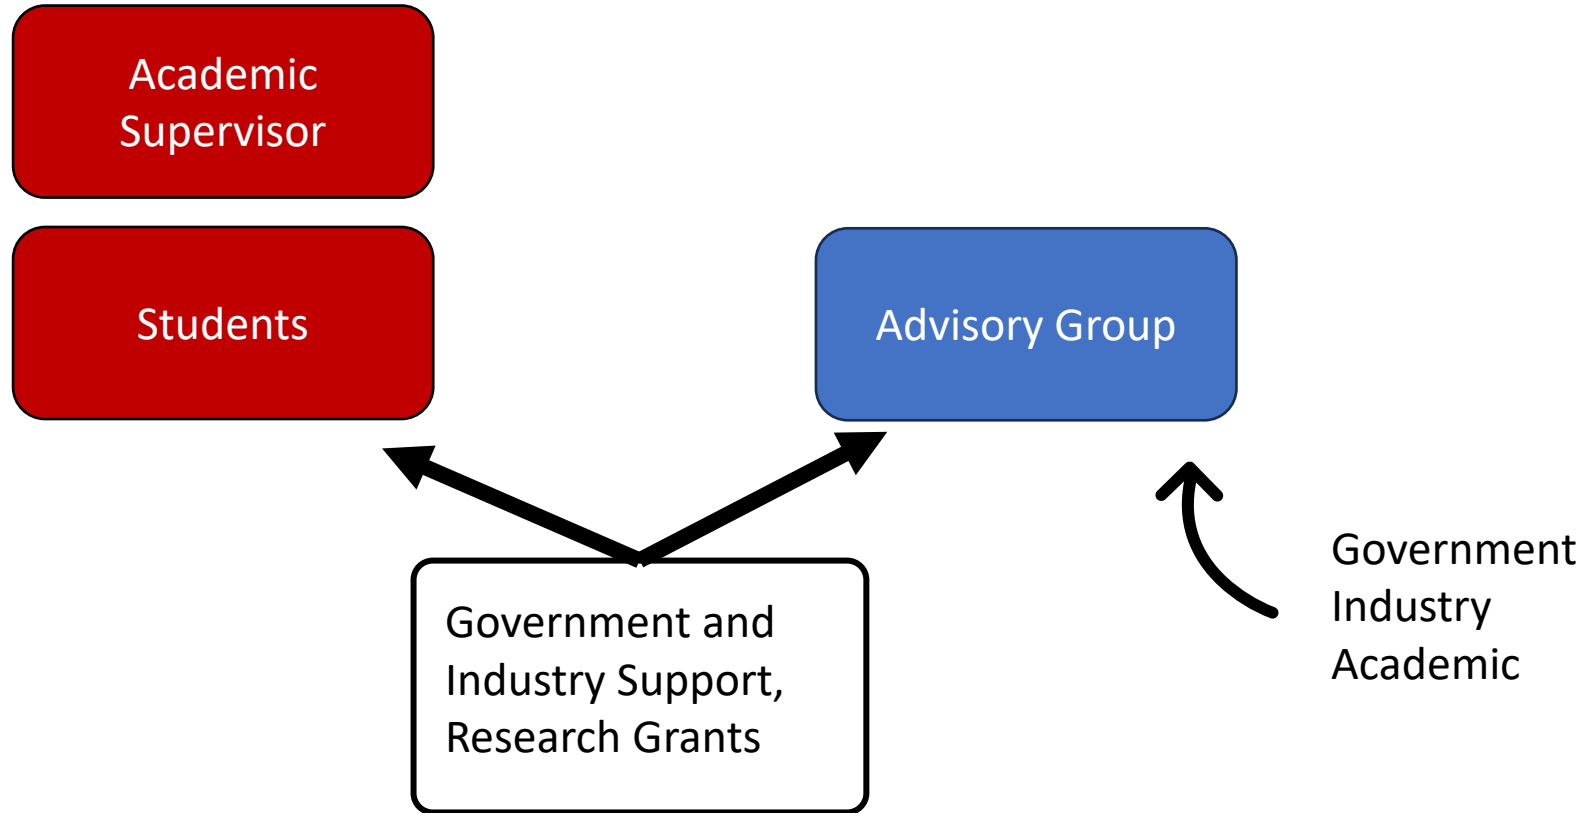 Academic
Supervisor
Students
Advisory Group
Government and
Industry Support,
Research Grants
Government
Industry
Academic